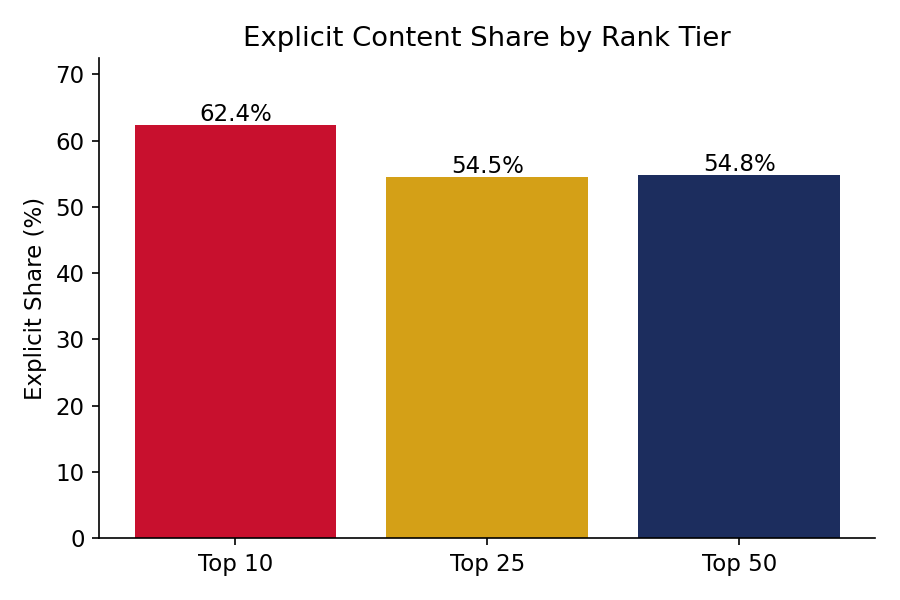 Explicit Content Share by Rank Tier
Explicit Share (%)
70
60
50
40
30
20
10
0
62.4%
54.5%
54.8%
Top 10
Top 25
Top 50